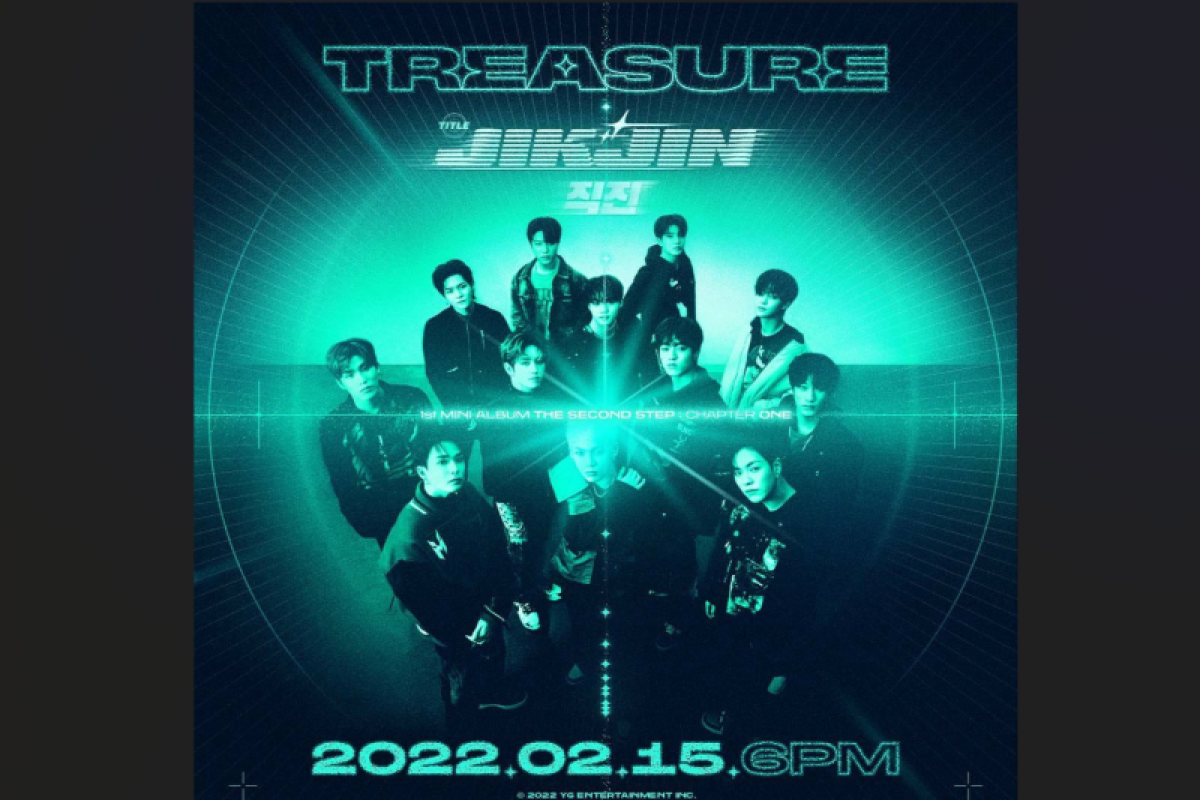 TREASURE
TITLE
JIKJIN
직진
1st MINI ALBUM THE SECOND STEP : CHAPTER ONE
2022.02.15.6PM
© 2022 YG ENTERTAINMENT INC.